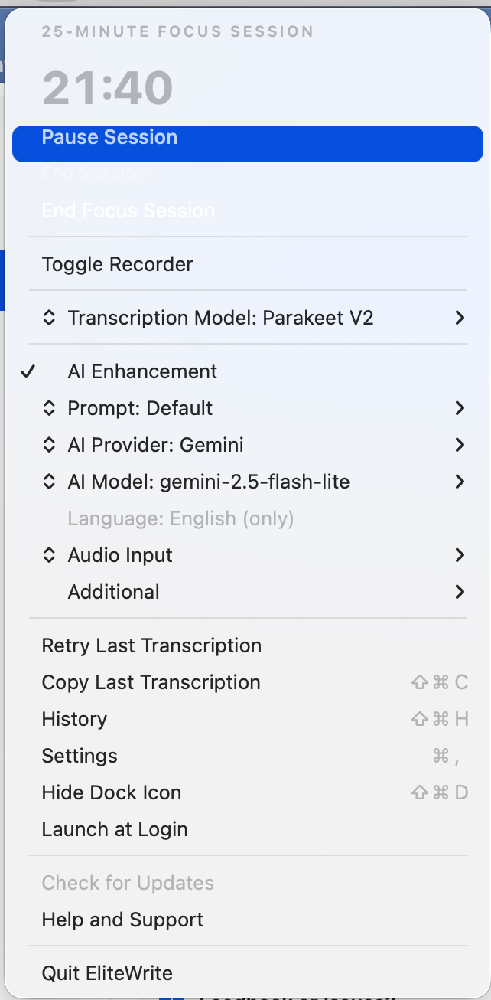 25-MINUTE FOCUS SESSION
21:40
Pause Session
End Session
End Focus Session
Toggle Recorder
Transcription Model: Parakeet V2
AI Enhancement
Prompt: Default
AI Provider: Gemini
AI Model: gemini-2.5-flash-lite
Language: English (only)
Audio Input
Additional
Retry Last Transcription
Copy Last Transcription ⇧⌘C
History ⇧⌘H
Settings ⌘,
Hide Dock Icon ⇧⌘D
Launch at Login
Check for Updates
Help and Support
Quit EliteWrite